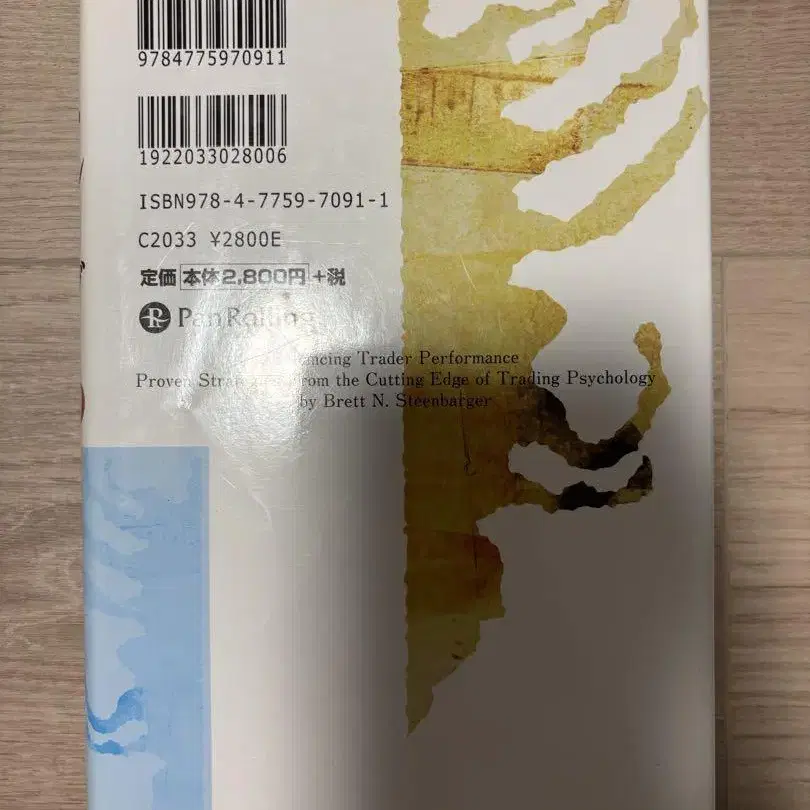 9784775970911
1922033028006
ISBN978-4-7759-7091-1
C2033 ¥2800E
定価 本体2,800円 +税
PanRolling
Trader Performance
Proven from the Cutting Edge of Trading Psychology
by Brett N. Steenbarger